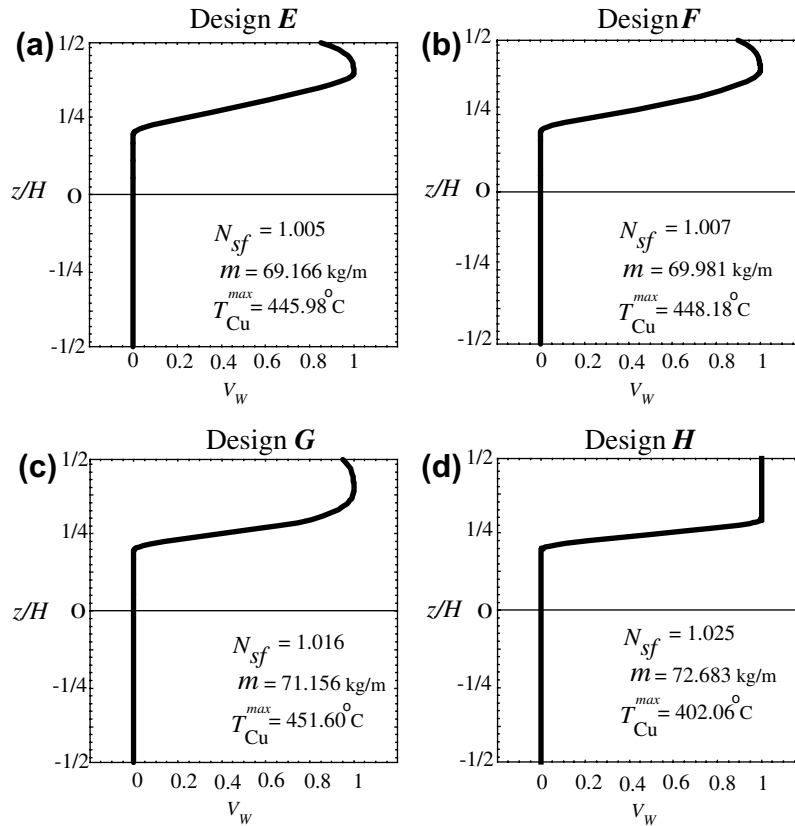 Design E
(a)
1/2
1/4
z/H
O
-1/4
-1/2
N_sf = 1.005
m = 69.166 kg/m
T_Cu^max = 445.98°C
0 0.2 0.4 0.6 0.8 1
V_W
Design F
(b)
1/2
1/4
z/H
O
-1/4
-1/2
N_sf = 1.007
m = 69.981 kg/m
T_Cu^max = 448.18°C
0 0.2 0.4 0.6 0.8 1
V_W
Design G
(c)
1/2
1/4
z/H
O
-1/4
-1/2
N_sf = 1.016
m = 71.156 kg/m
T_Cu^max = 451.60°C
0 0.2 0.4 0.6 0.8 1
V_W
Design H
(d)
1/2
1/4
z/H
O
-1/4
-1/2
N_sf = 1.025
m = 72.683 kg/m
T_Cu^max = 402.06°C
0 0.2 0.4 0.6 0.8 1
V_W